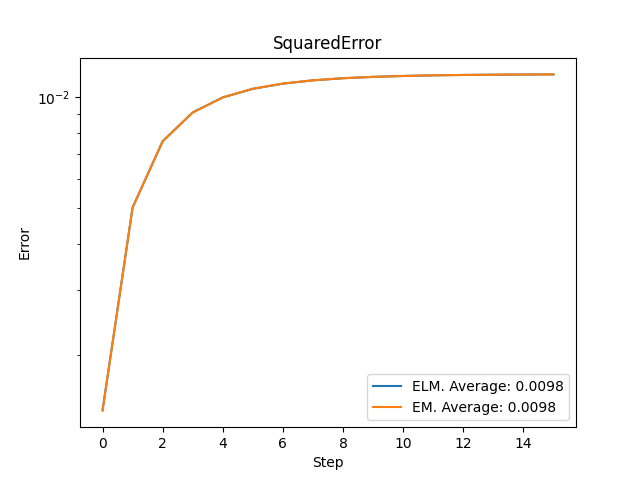 SquaredError
10⁻²
Error
ELM. Average: 0.0098
EM. Average: 0.0098
0 2 4 6 8 10 12 14
Step